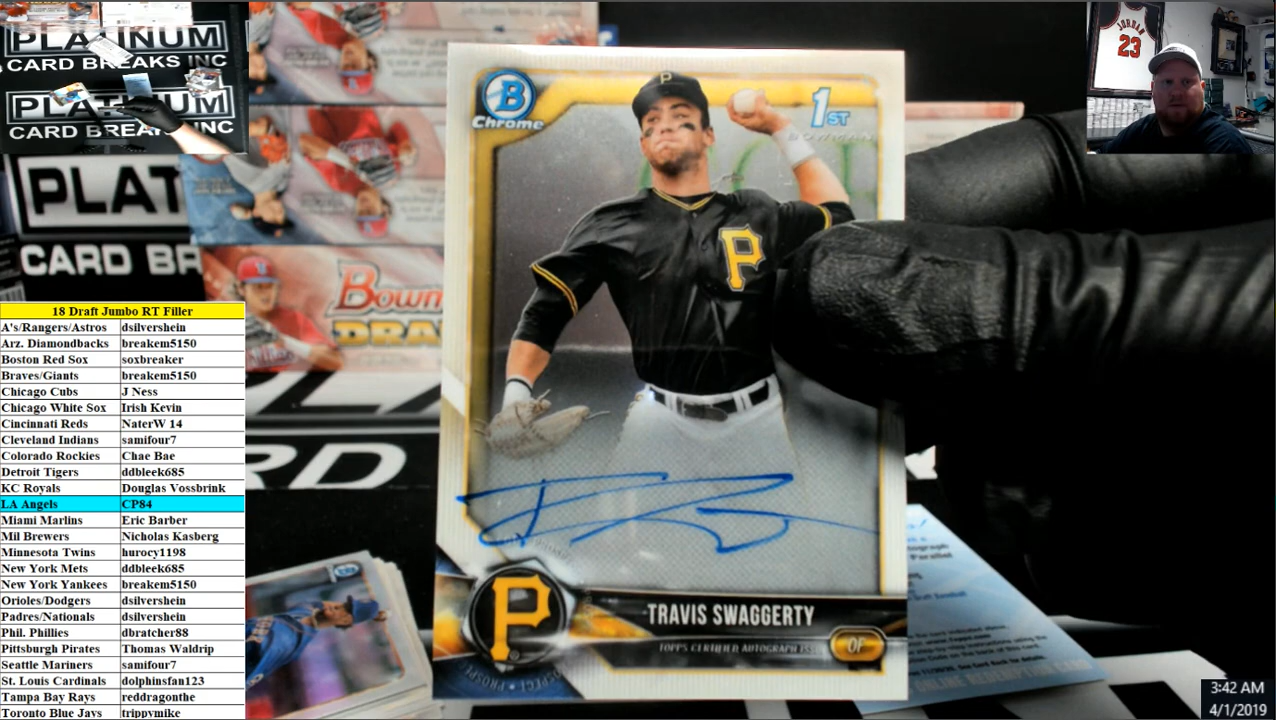 PLATINUM
CARD BREAKS INC
PLATINUM
CARD BREAKS INC
PLAT
CARD BR
RD
Bowm
DRA
B
Chrome
1ST
BOWMAN
P
P
JORDAN
23
P
TRAVIS SWAGGERTY
TOPPS CERTIFIED AUTOGRAPH ISSUE
OF
18 Draft Jumbo RT Filler
A's/Rangers/Astros dsilvershein
Arz. Diamondbacks breakem5150
Boston Red Sox soxbreaker
Braves/Giants breakem5150
Chicago Cubs J Ness
Chicago White Sox Irish Kevin
Cincinnati Reds NaterW 14
Cleveland Indians samifour7
Colorado Rockies Chae Bae
Detroit Tigers ddbleek685
KC Royals Douglas Vossbrink
LA Angels CP84
Miami Marlins Eric Barber
Mil Brewers Nicholas Kasberg
Minnesota Twins hurocy1198
New York Mets ddbleek685
New York Yankees breakem5150
Orioles/Dodgers dsilvershein
Padres/Nationals dsilvershein
Phil. Phillies dbratcher88
Pittsburgh Pirates Thomas Waldrip
Seattle Mariners samifour7
St. Louis Cardinals dolphinsfan123
Tampa Bay Rays reddragonthe
Toronto Blue Jays trippymike
3:42 AM
4/1/2019